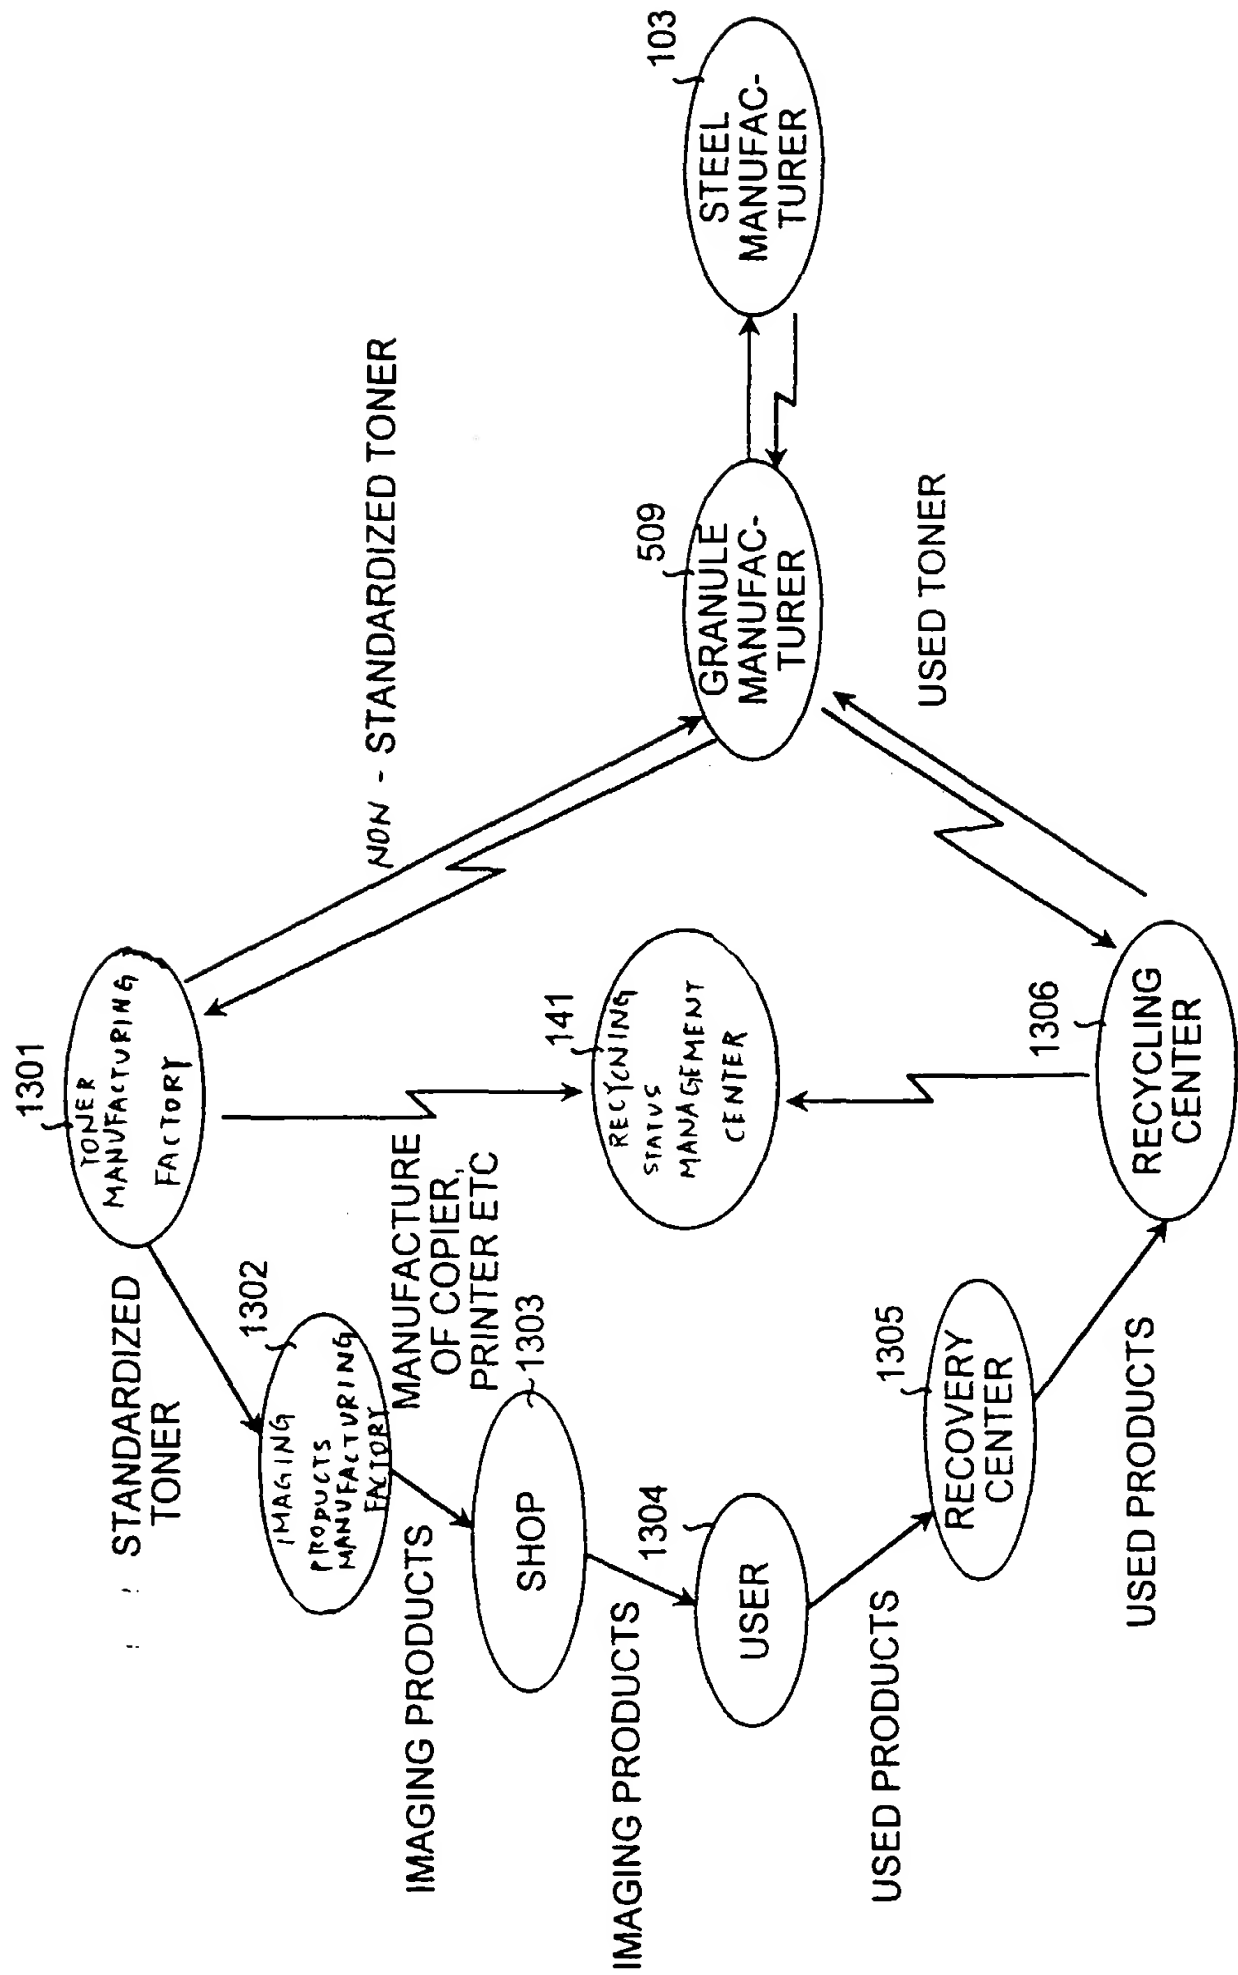 1301
TONER
MANUFACTURING
FACTORY
STANDARDIZED
TONER
1302
IMAGING
PRODUCTS
MANUFACTURING
FACTORY
MANUFACTURE
OF COPIER,
PRINTER ETC
IMAGING PRODUCTS
1303
SHOP
IMAGING PRODUCTS
1304
USER
USED PRODUCTS
1305
RECOVERY
CENTER
USED PRODUCTS
1306
RECYCLING
CENTER
141
RECYCNING
STATUS
MANAGEMENT
CENTER
NON - STANDARDIZED TONER
509
GRANULE
MANUFAC-
TURER
USED TONER
103
STEEL
MANUFAC-
TURER